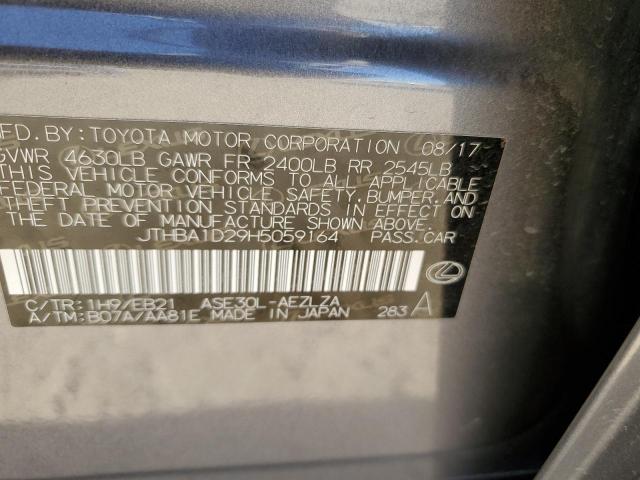 MFD. BY: TOYOTA MOTOR CORPORATION 08/17
GVWR 4630LB GAWR FR 2400LB RR 2545LB
THIS VEHICLE CONFORMS TO ALL APPLICABLE
FEDERAL MOTOR VEHICLE SAFETY, BUMPER, AND
THEFT PREVENTION STANDARDS IN EFFECT ON
THE DATE OF MANUFACTURE SHOWN ABOVE.
JTHBA1D29H5059164 PASS. CAR
C/TR: 1H9/EB21 ASE30L-AEZLZA
A/TM: B07A/AA81E MADE IN JAPAN 283 A